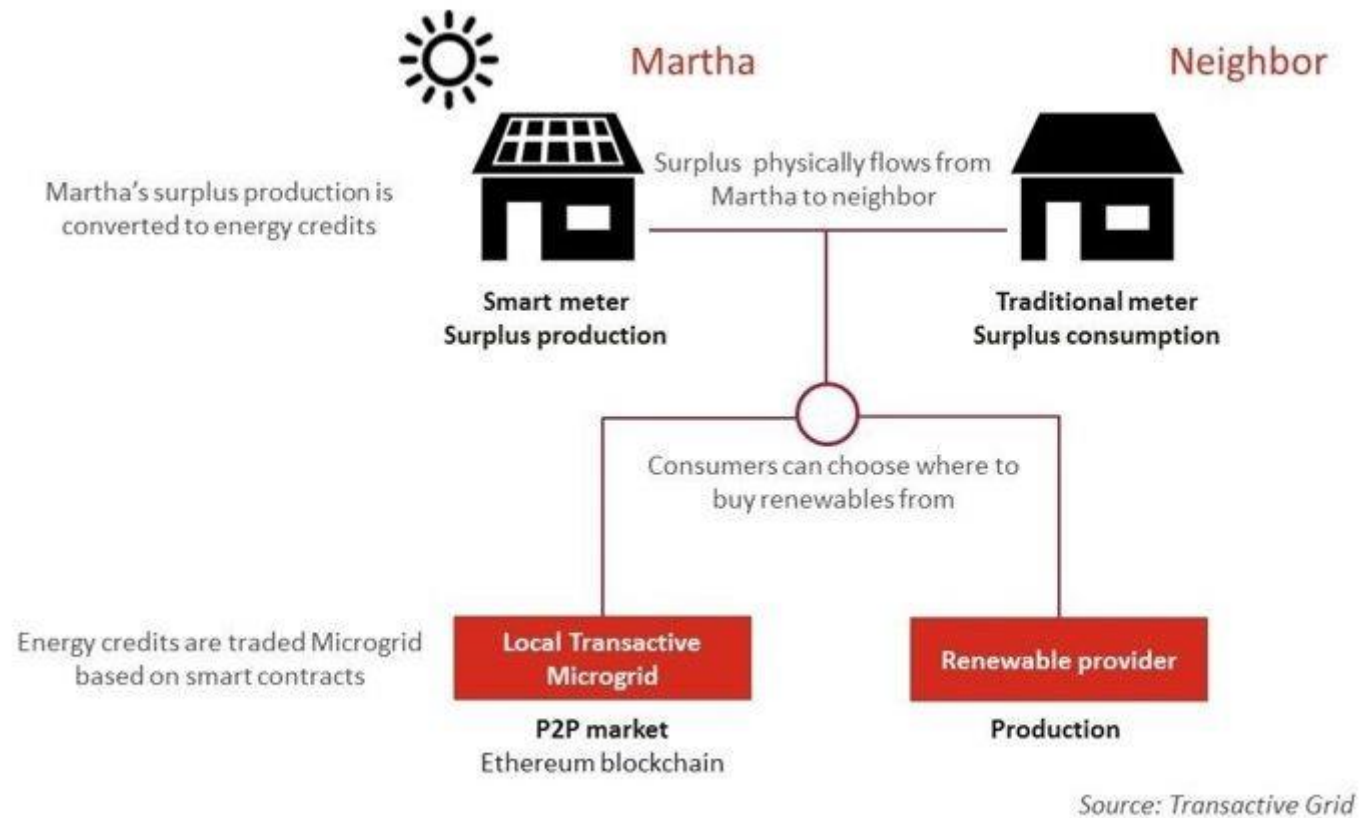 Martha
Neighbor
Martha's surplus production is
converted to energy credits
Surplus physically flows from
Martha to neighbor
Smart meter
Surplus production
Traditional meter
Surplus consumption
Consumers can choose where to
buy renewables from
Energy credits are traded Microgrid
based on smart contracts
Local Transactive
Microgrid
P2P market
Ethereum blockchain
Renewable provider
Production
Source: Transactive Grid